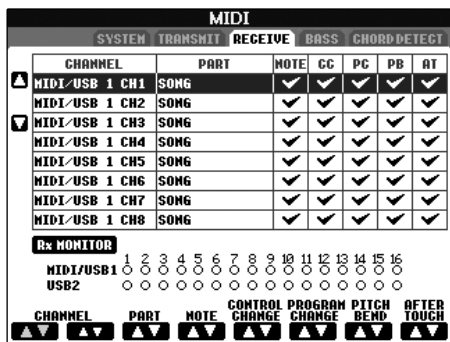 MIDI
SYSTEM TRANSMIT RECEIVE BASS CHORD DETECT
CHANNEL PART NOTE CC PC PB AT
MIDI/USB 1 CH1 SONG
MIDI/USB 1 CH2 SONG
MIDI/USB 1 CH3 SONG
MIDI/USB 1 CH4 SONG
MIDI/USB 1 CH5 SONG
MIDI/USB 1 CH6 SONG
MIDI/USB 1 CH7 SONG
MIDI/USB 1 CH8 SONG
Rx MONITOR
1 2 3 4 5 6 7 8 9 10 11 12 13 14 15 16
MIDI/USB1
USB2
CHANNEL PART NOTE CONTROL CHANGE PROGRAM CHANGE PITCH BEND AFTER TOUCH